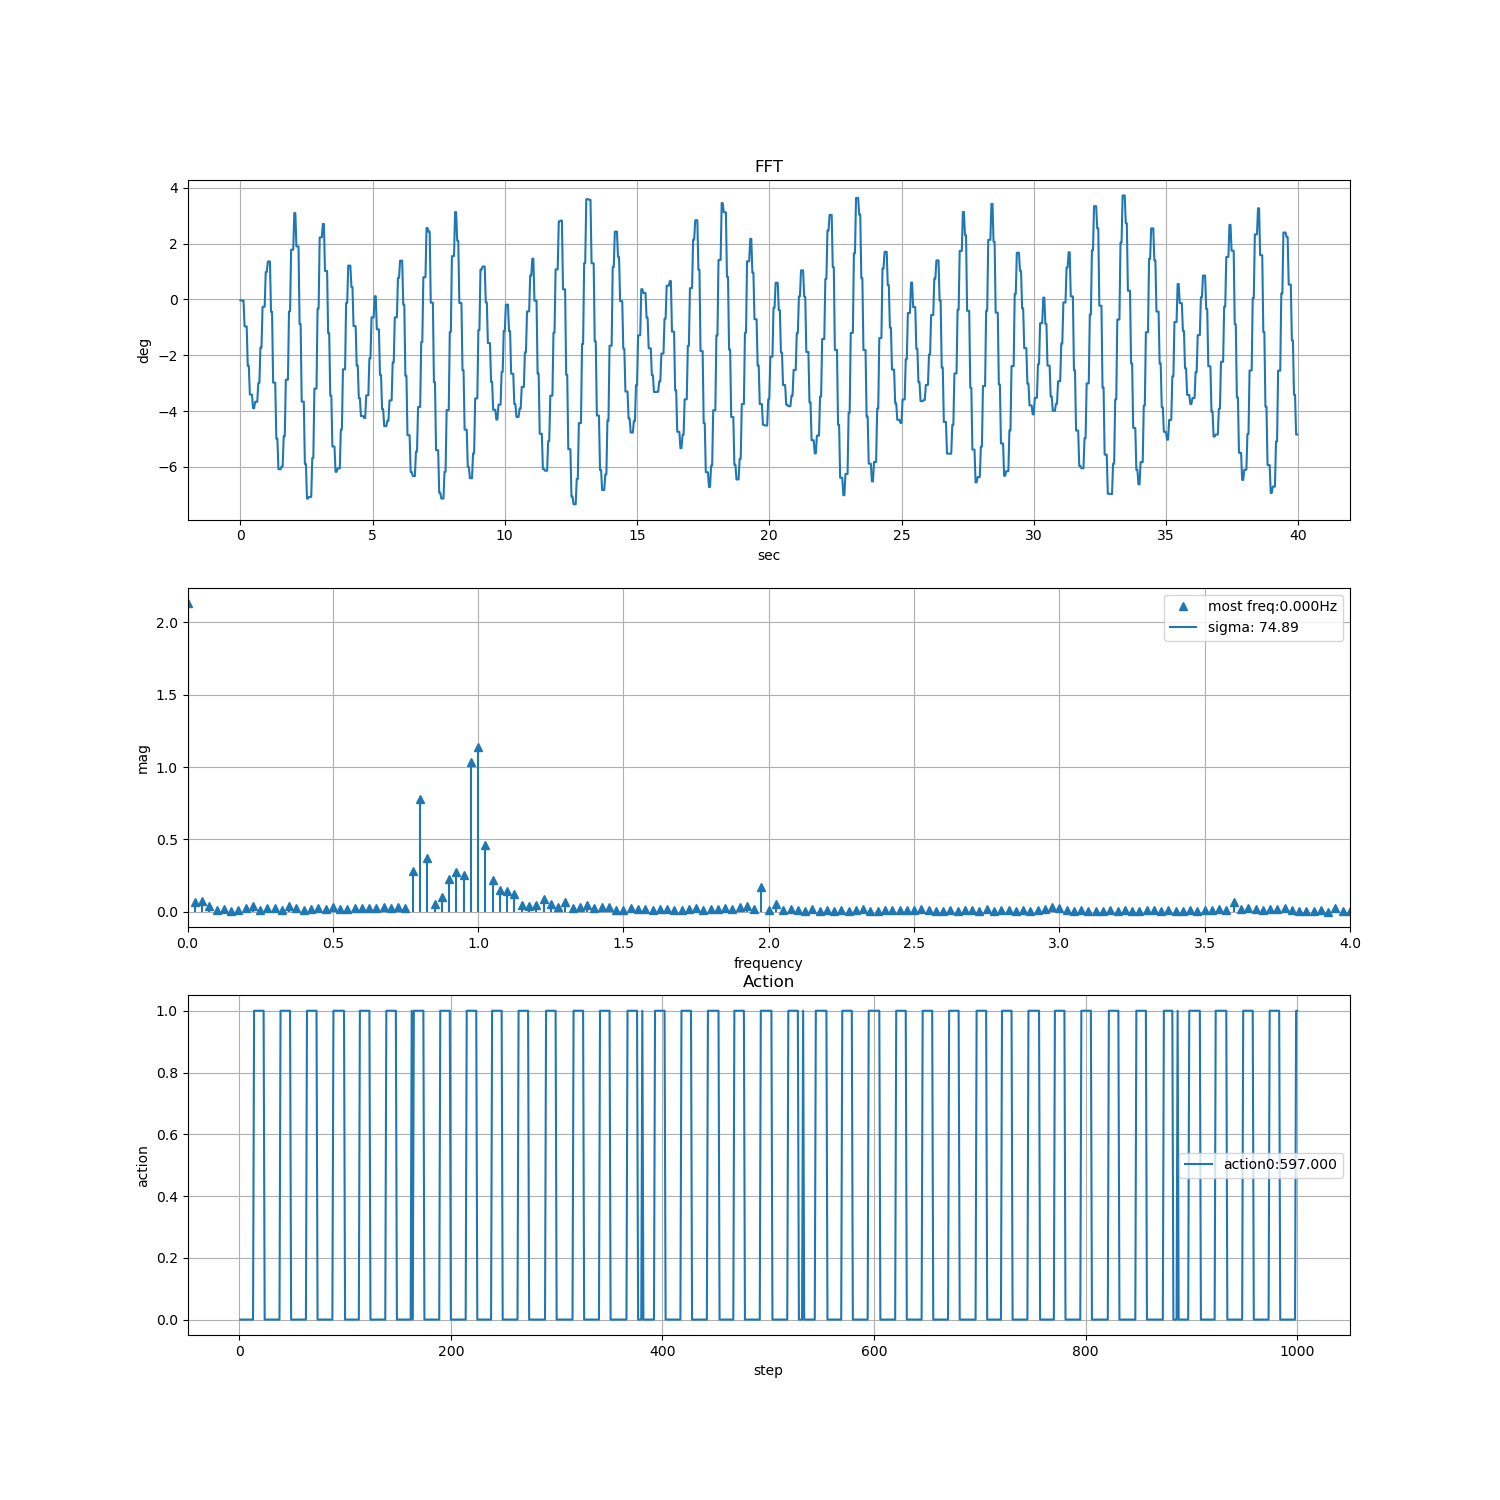 FFT
4
2
0
−2
−4
−6
deg
0 5 10 15 20 25 30 35 40
sec
most freq:0.000Hz
sigma: 74.89
2.0
1.5
1.0
0.5
0.0
mag
0.0 0.5 1.0 1.5 2.0 2.5 3.0 3.5 4.0
frequency
Action
1.0
0.8
0.6
0.4
0.2
0.0
action
action0:597.000
0 200 400 600 800 1000
step